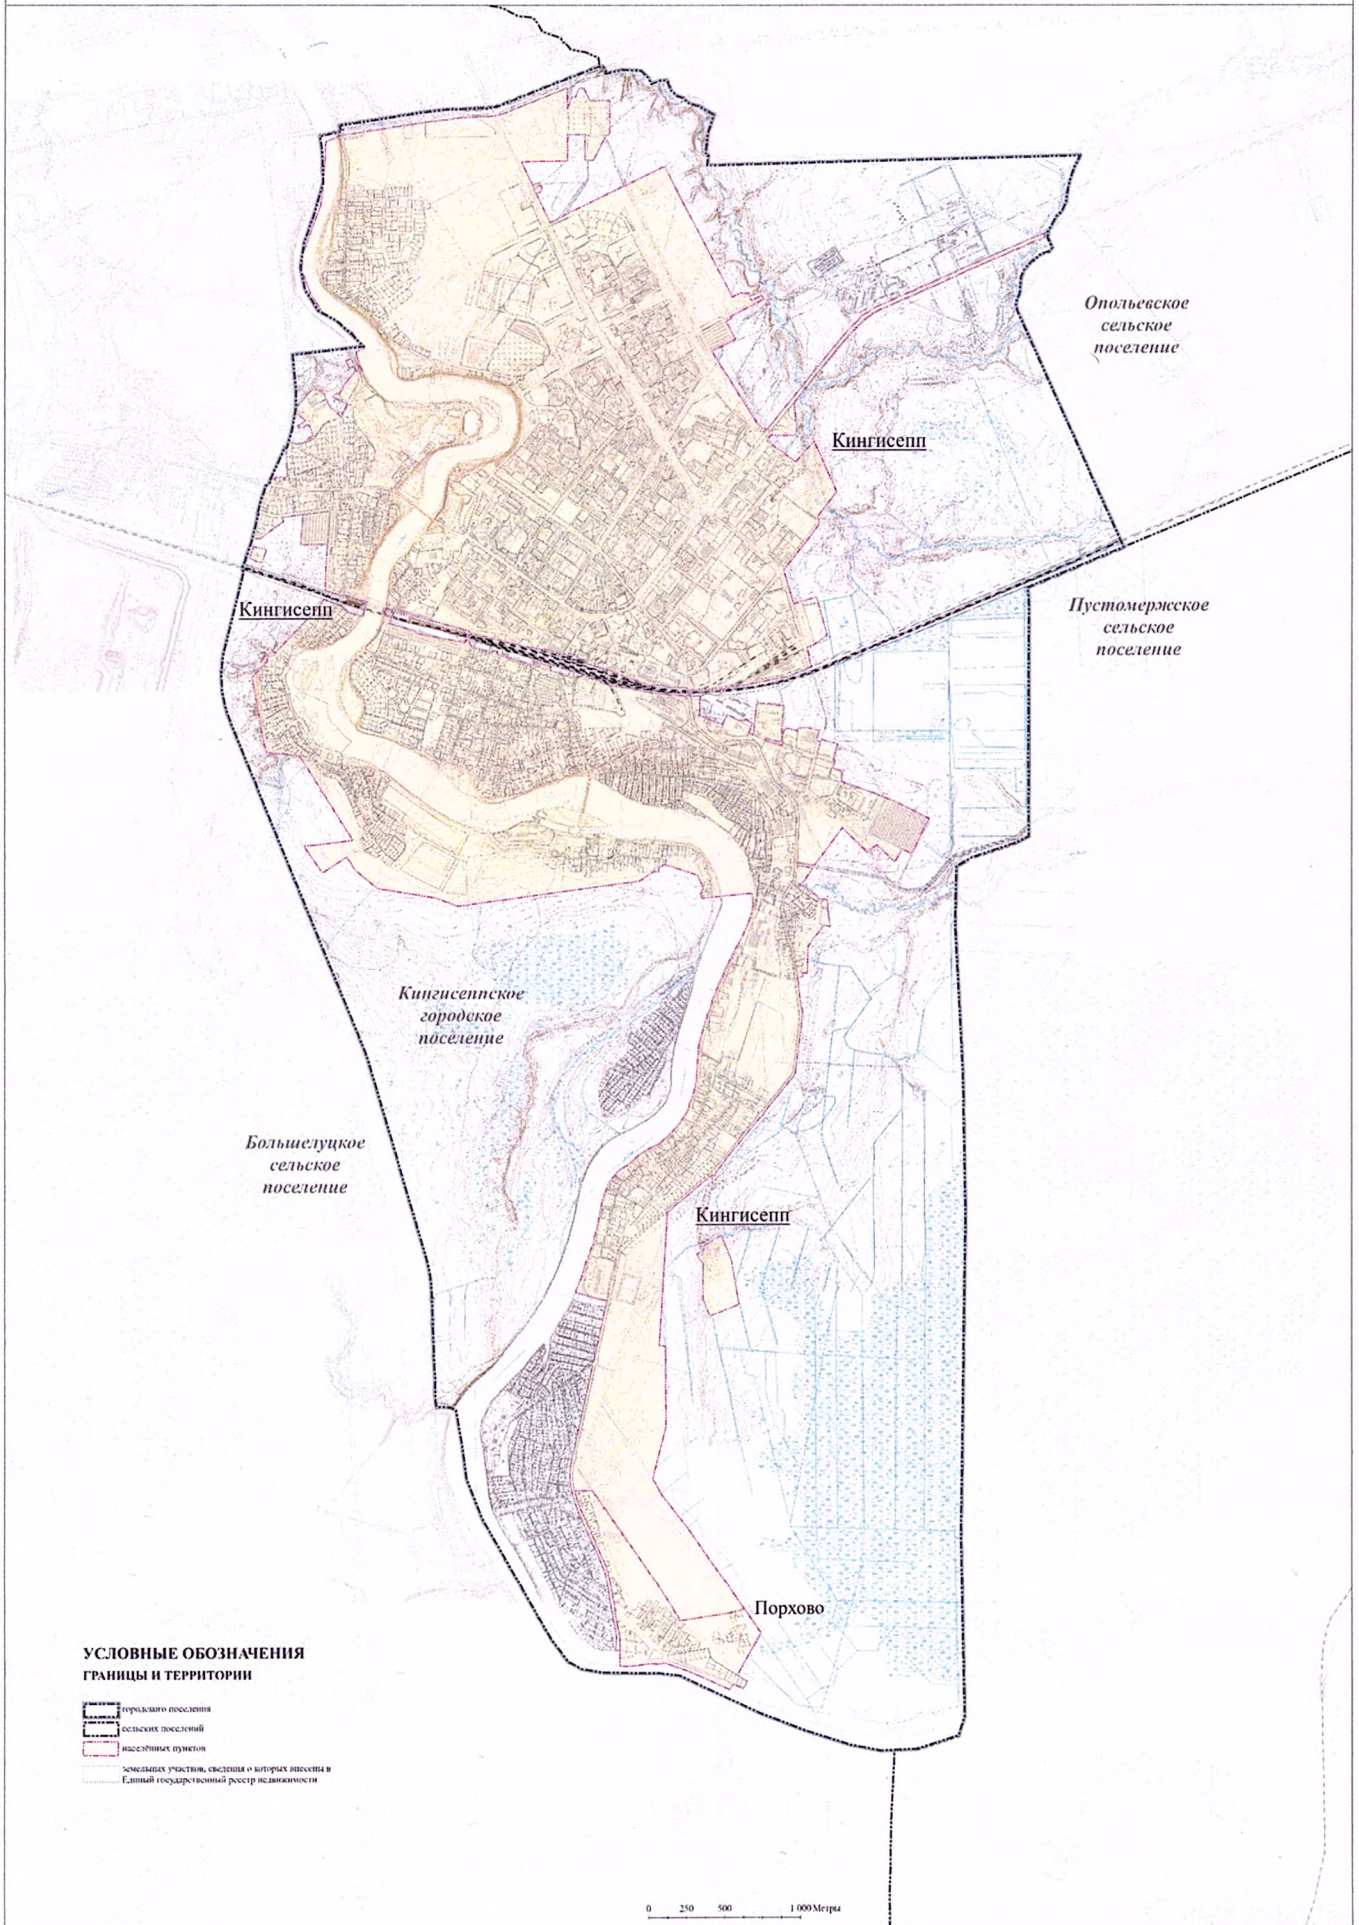 Опольевское
сельское
поселение
Кингисепп
Кингисепп
Пустомержское
сельское
поселение
Кингисеппское
городское
поселение
Большелуцкое
сельское
поселение
Кингисепп
Порхово
УСЛОВНЫЕ ОБОЗНАЧЕНИЯ
ГРАНИЦЫ И ТЕРРИТОРИИ
городского поселения
сельских поселений
населённых пунктов
земельных участков, сведения о которых внесены в
Единый государственный реестр недвижимости
0 250 500 1 000 Метры